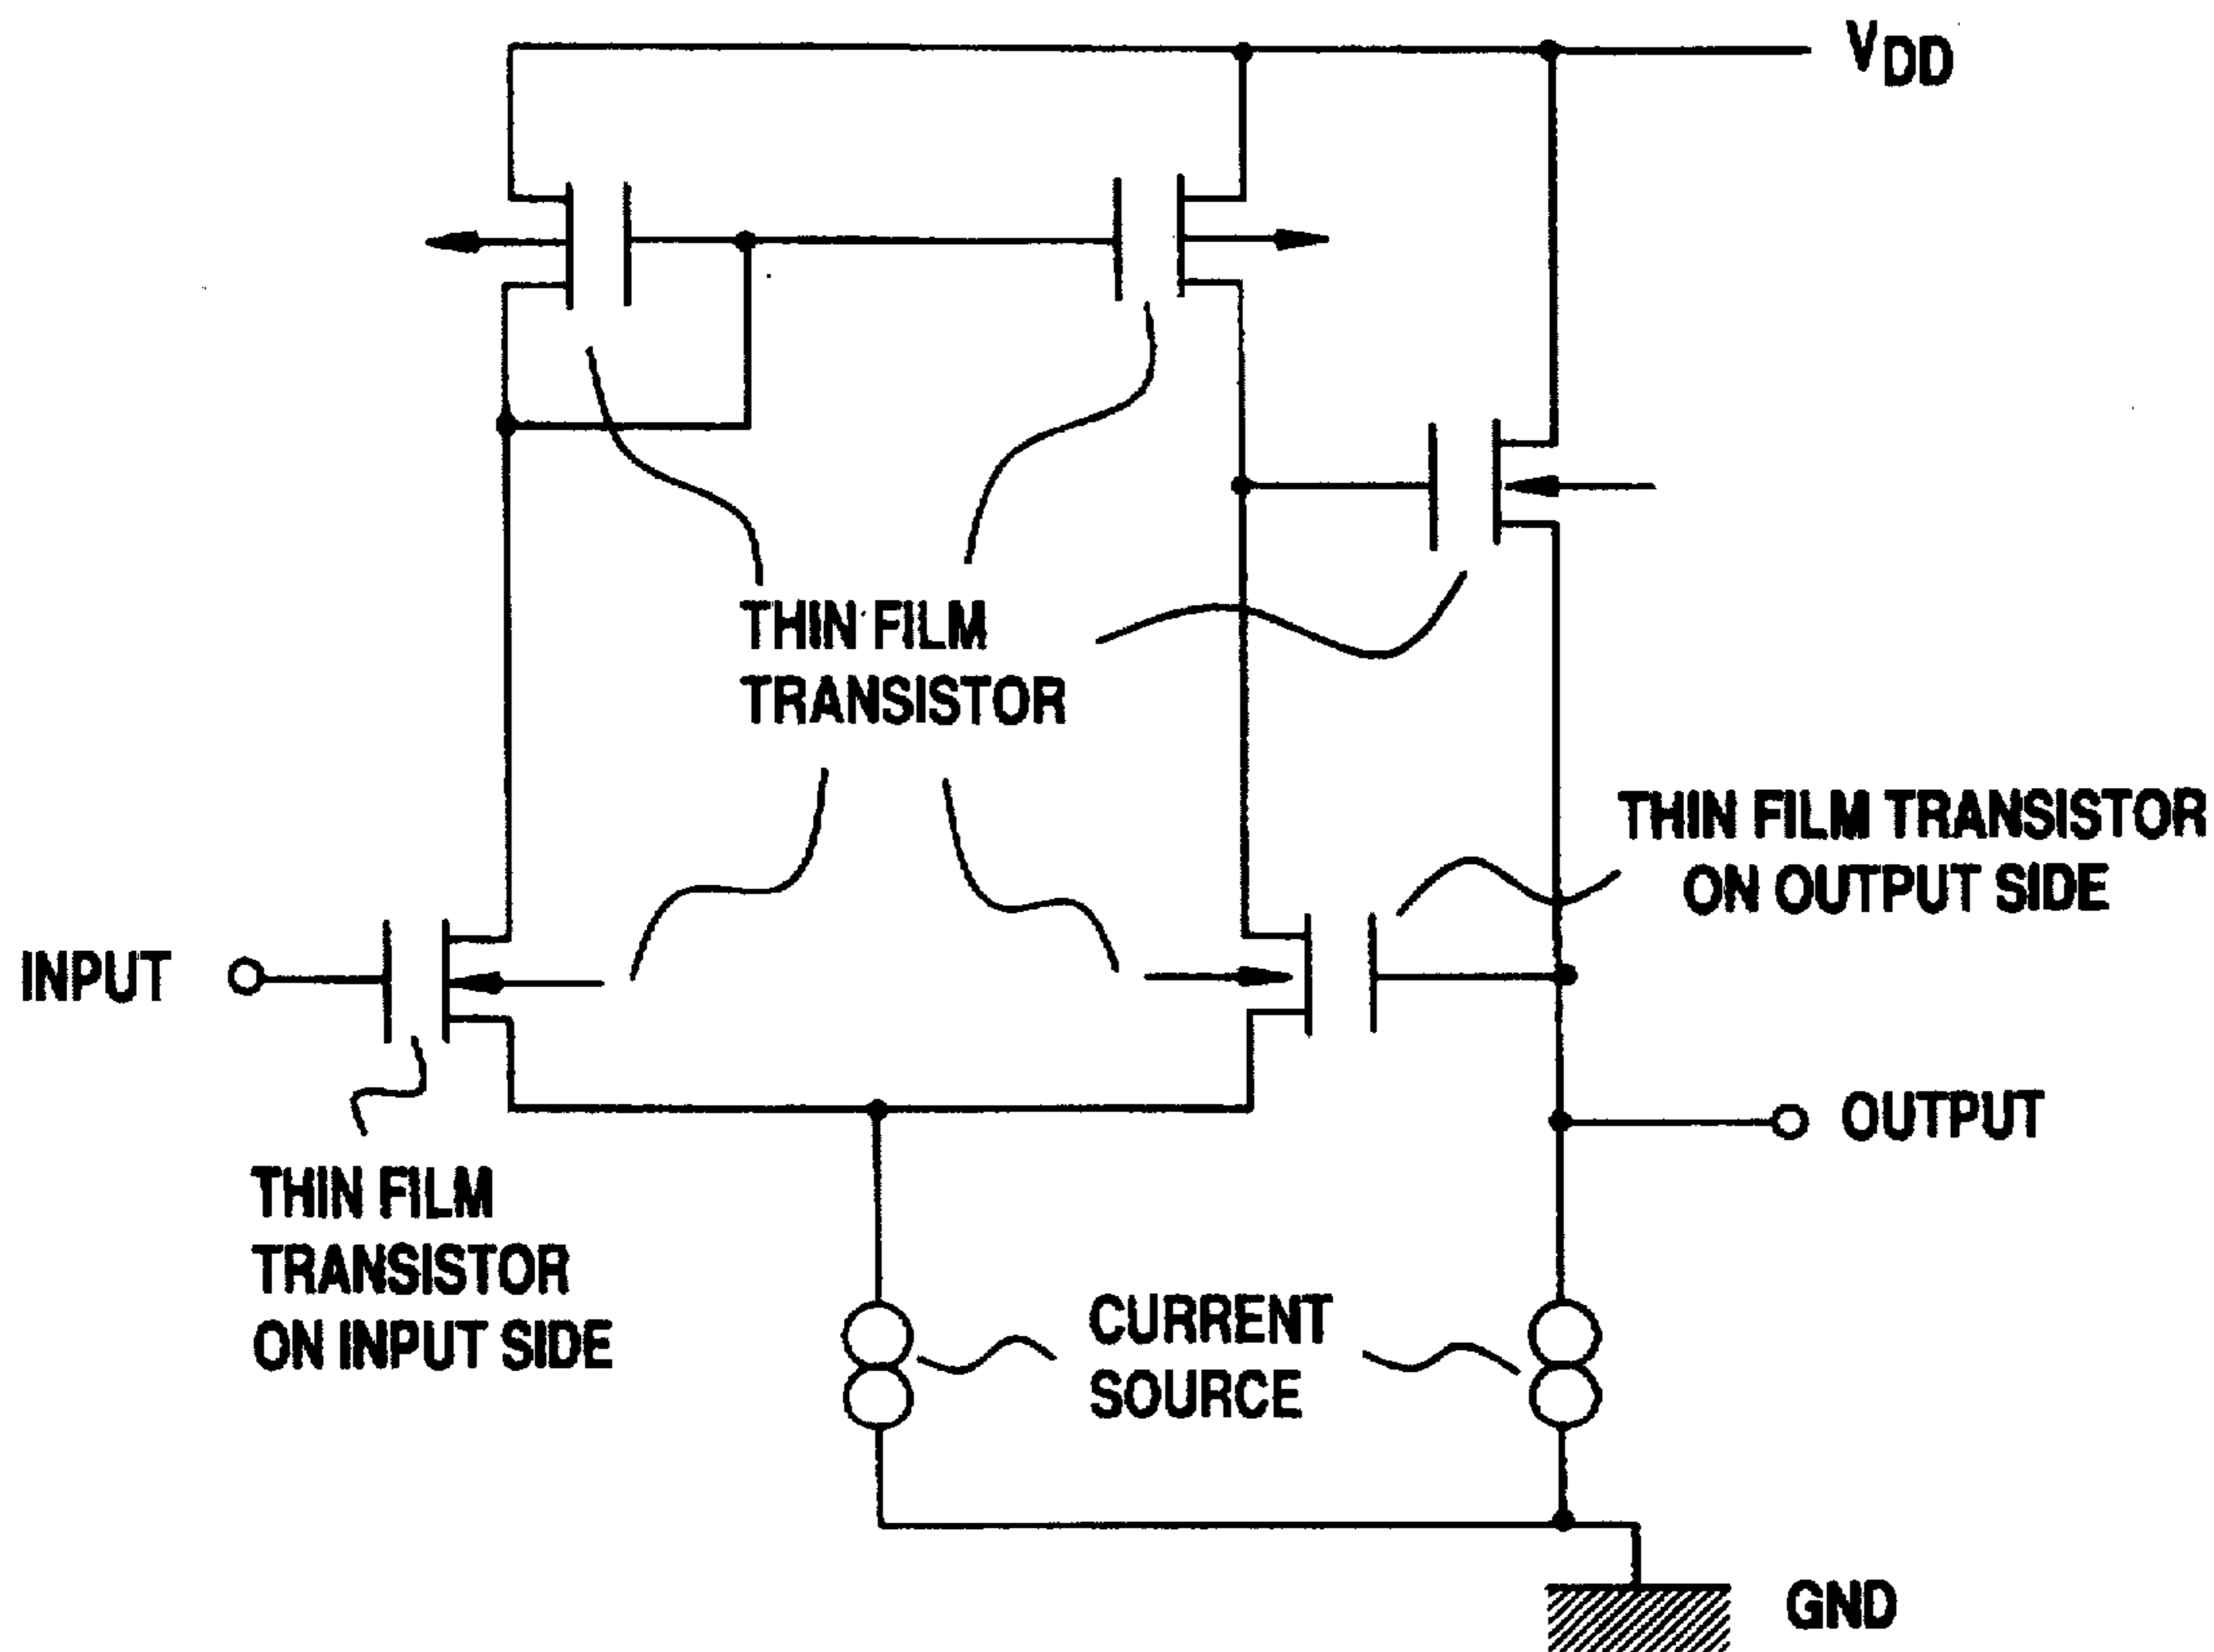 VDD
THIN FILM
TRANSISTOR
THIN FILM TRANSISTOR
ON OUTPUT SIDE
INPUT
OUTPUT
THIN FILM
TRANSISTOR
ON INPUT SIDE
CURRENT
SOURCE
GND